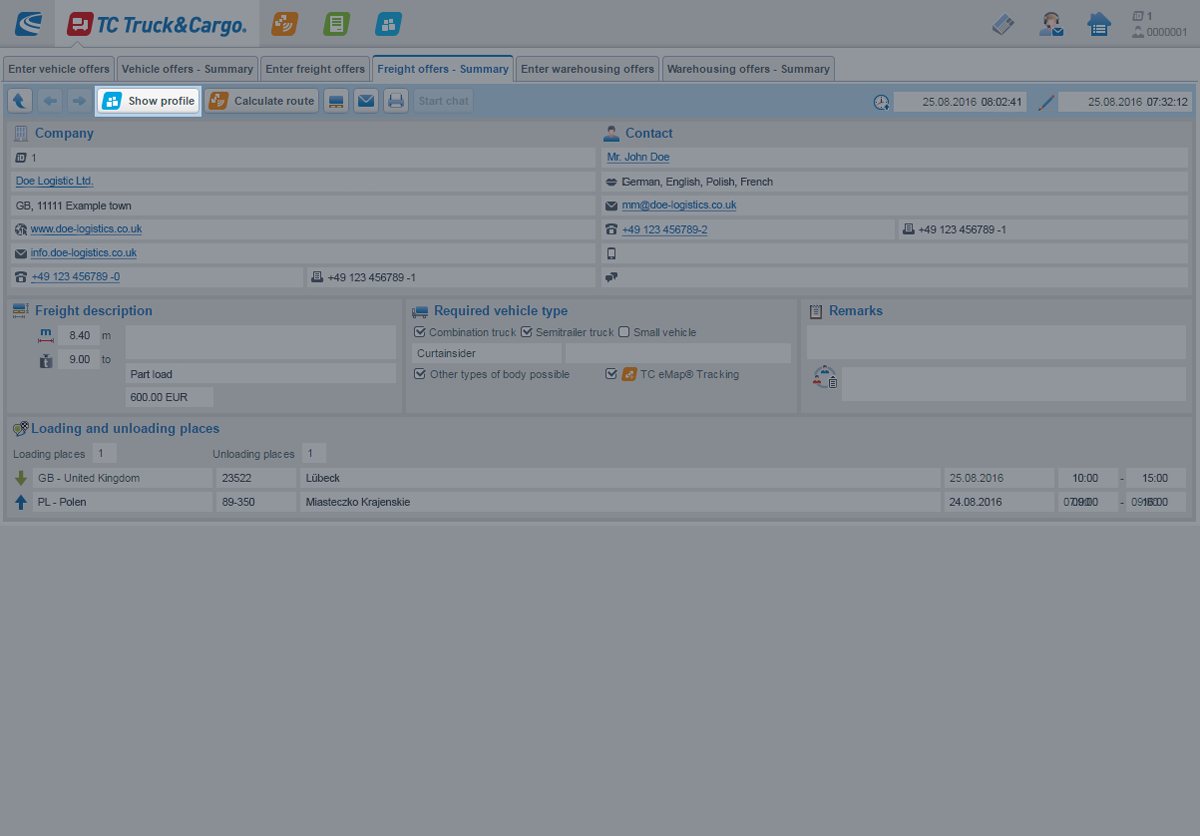 TC Truck&Cargo.
1
0000001
Enter vehicle offers Vehicle offers - Summary Enter freight offers Freight offers - Summary Enter warehousing offers Warehousing offers - Summary
Show profile Calculate route Start chat 25.08.2016 08:02:41 25.08.2016 07:32:12
Company Contact
1 Mr. John Doe
Doe Logistic Ltd. German, English, Polish, French
GB, 11111 Example town mm@doe-logistics.co.uk
www.doe-logistics.co.uk +49 123 456789-2 +49 123 456789 -1
info.doe-logistics.co.uk
+49 123 456789 -0 +49 123 456789 -1
Freight description Required vehicle type Remarks
m 8.40 m Combination truck Semitrailer truck Small vehicle
t 9.00 to Curtainsider
Part load Other types of body possible TC eMap® Tracking
600.00 EUR
Loading and unloading places
Loading places 1 Unloading places 1
GB - United Kingdom 23522 Lübeck 25.08.2016 10:00 - 15:00
PL - Polen 89-350 Miasteczko Krajenskie 24.08.2016 -